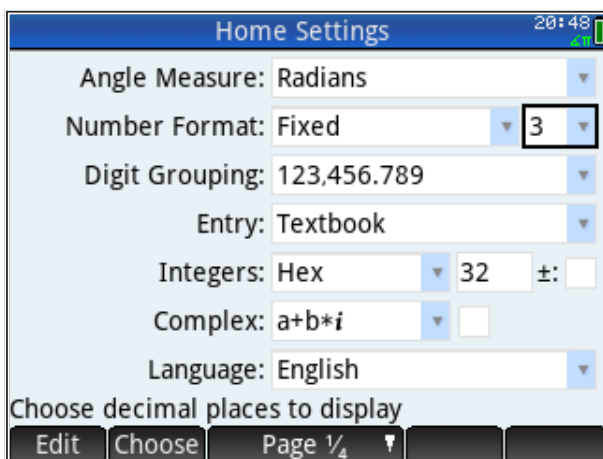 Home Settings 20:48
∡π
Angle Measure: Radians
Number Format: Fixed 3
Digit Grouping: 123,456.789
Entry: Textbook
Integers: Hex 32 ±:
Complex: a+b*i
Language: English
Choose decimal places to display
Edit Choose Page 1/4